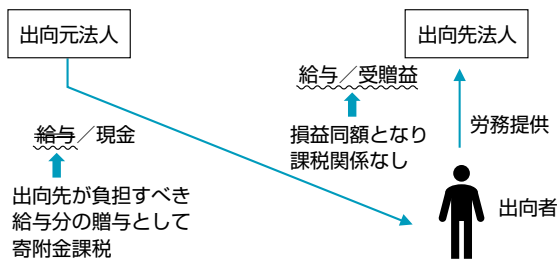 出向元法人
出向先法人
給与／受贈益
給与／現金
損益同額となり
課税関係なし
労務提供
出向先が負担すべき
給与分の贈与として
寄附金課税
出向者